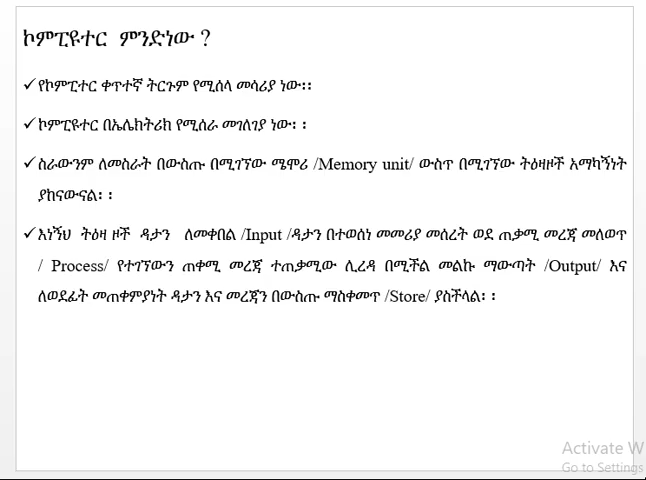 ኮምፒዩተር ምንድነው ?
✓ የኮምፒተር ቀጥተኛ ትርጉም የሚሰላ መሳሪያ ነው፡፡
✓ ኮምፒዩተር በኤሌክትሪክ የሚሰራ መገለገያ ነው፡ ፡
✓ ስራውንም ለመስራት በውስጡ በሚገኘው ሜሞሪ /Memory unit/ ውስጥ በሚገኘው ትዕዛዞች አማካኝነት
ያከናውናል፡ ፡
✓ እነኝህ ትዕዛ ዞች ዳታን ለመቀበል /Input /ዳታን በተወሰነ መመሪያ መሰረት ወደ ጠቃሚ መረጃ መለወጥ
/ Process/ የተገኘውን ጠቀሚ መረጃ ተጠቃሚው ሊረዳ በሚችል መልኩ ማውጣት /Output/ እና
ለወደፊት መጠቀምያነት ዳታን እና መረጃን በውስጡ ማስቀመጥ /Store/ ያስችላል፡ ፡
Activate W
Go to Settings